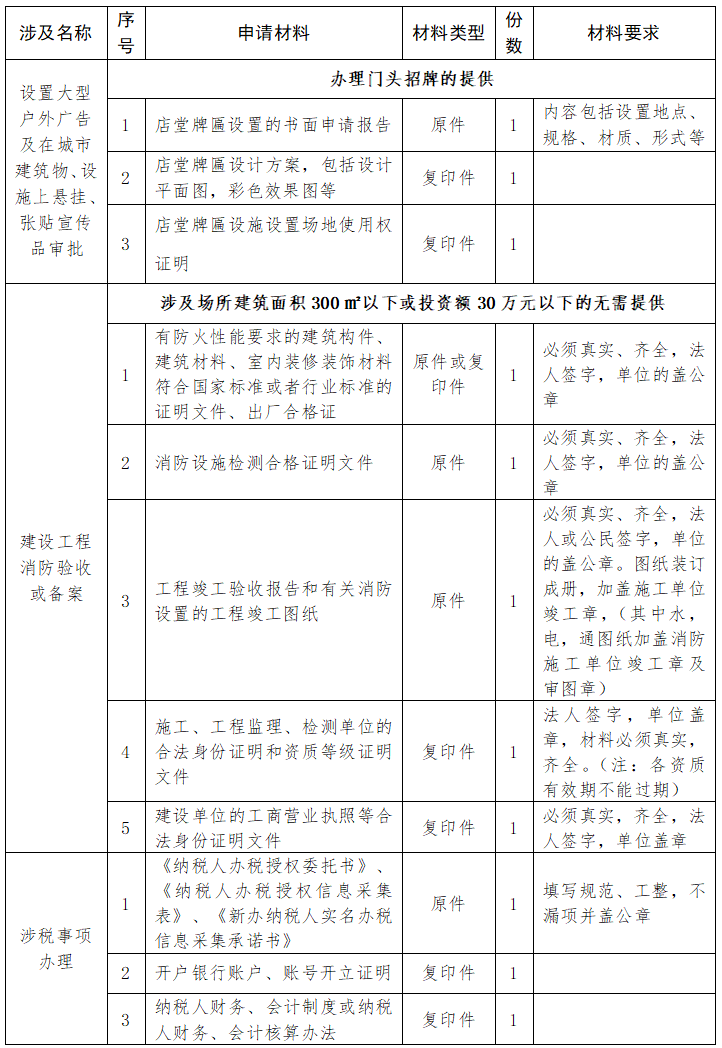 涉及名称 序号 申请材料 材料类型 份数 材料要求
设置大型
户外广告
及在城市
建筑物、设
施上悬挂、
张贴宣传
品审批
办理门头招牌的提供
1 店堂牌匾设置的书面申请报告 原件 1 内容包括设置地点、
规格、材质、形式等
2 店堂牌匾设计方案，包括设计
平面图，彩色效果图等 复印件 1
3 店堂牌匾设施设置场地使用权
证明 复印件 1
建设工程
消防验收
或备案
涉及场所建筑面积300㎡以下或投资额30万元以下的无需提供
1 有防火性能要求的建筑构件、
建筑材料、室内装修装饰材料
符合国家标准或者行业标准的
证明文件、出厂合格证
原件或复
印件
1
必须真实、齐全，法
人签字，单位的盖公
章
2 消防设施检测合格证明文件 原件 1
必须真实、齐全，法
人签字，单位的盖公
章
3 工程竣工验收报告和有关消防
设置的工程竣工图纸
原件 1
必须真实、齐全，法
人或公民签字，单位
的盖公章。图纸装订
成册，加盖施工单位
竣工章，（其中水，
电，通图纸加盖消防
施工单位竣工章及
审图章）
4 施工、工程监理、检测单位的
合法身份证明和资质等级证明
文件
复印件 1
法人签字，单位盖
章，材料必须真实，
齐全。（注：各资质
有效期不能过期）
5 建设单位的工商营业执照等合
法身份证明文件
复印件 1
必须真实，齐全，法
人签字，单位盖章
涉税事项
办理
1 《纳税人办税授权委托书》、
《纳税人办税授权信息采集
表》、《新办纳税人实名办税
信息采集承诺书》
原件 1
填写规范、工整，不
漏项并盖公章
2 开户银行账户、账号开立证明 复印件 1
3 纳税人财务、会计制度或纳税
人财务、会计核算办法
复印件 1